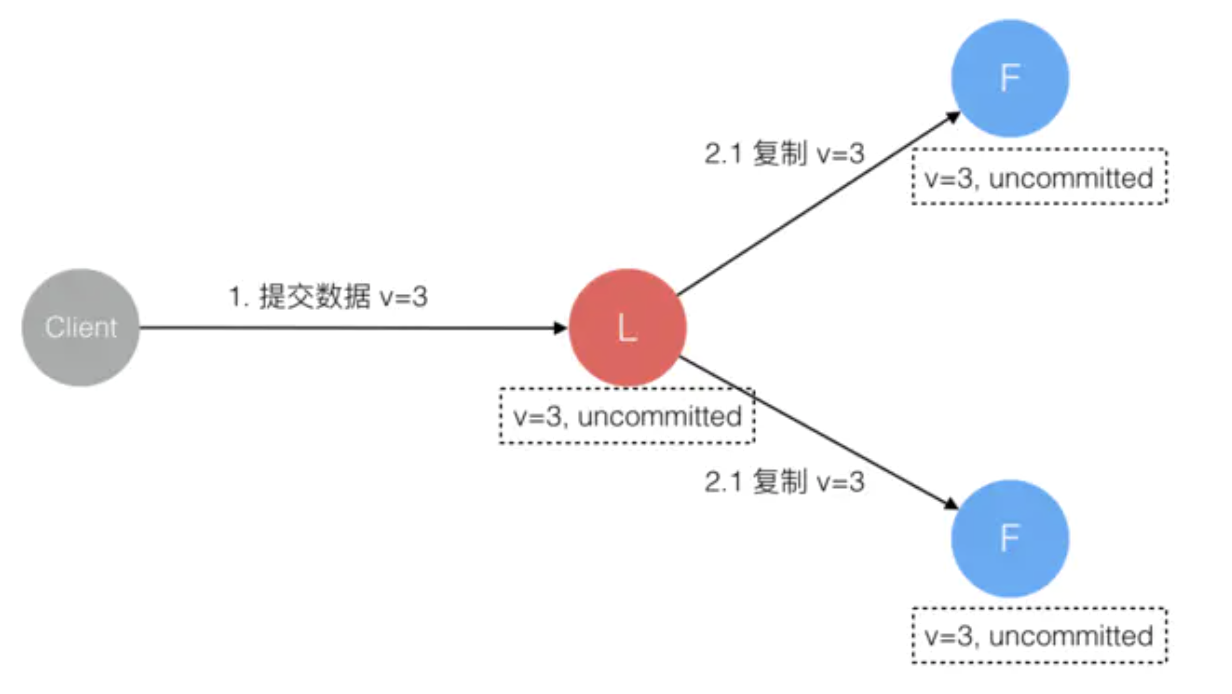 F
2.1 复制 v=3
v=3, uncommitted
1. 提交数据 v=3
Client
L
v=3, uncommitted
2.1 复制 v=3
F
v=3, uncommitted